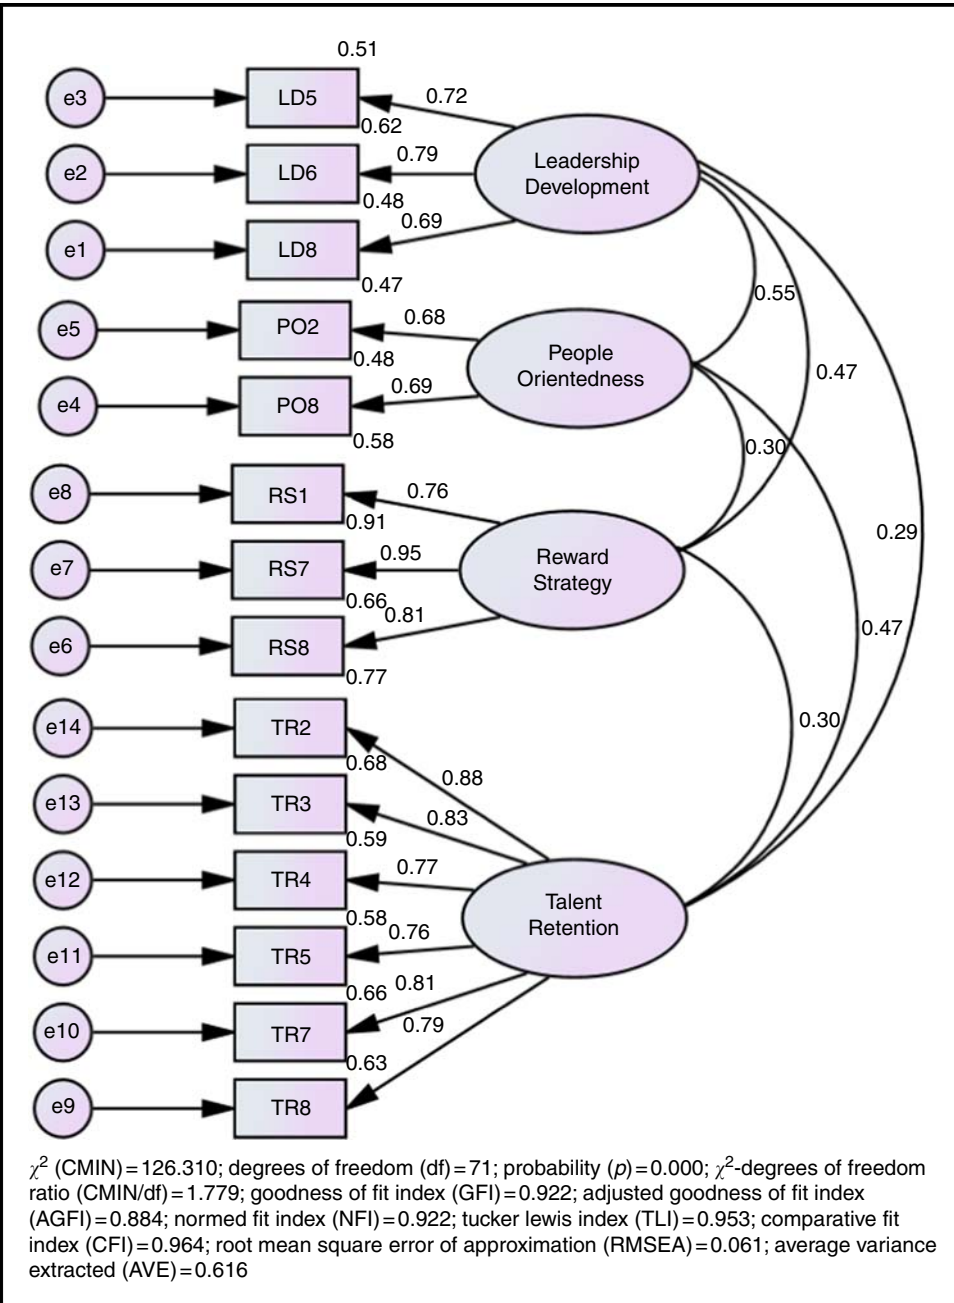 0.51
e3
LD5
0.72
0.62
Leadership
Development
e2
LD6
0.79
0.48
e1
LD8
0.69
0.47
0.55
e5
PO2
0.68
0.48
People
Orientedness
0.47
e4
PO8
0.69
0.58
0.30
e8
RS1
0.76
0.91
0.29
e7
RS7
0.95
0.66
Reward
Strategy
0.81
e6
RS8
0.77
0.47
e14
TR2
0.68
0.88
0.30
e13
TR3
0.83
0.59
e12
TR4
0.77
0.58
Talent
Retention
e11
TR5
0.76
0.66
0.81
e10
TR7
0.79
0.63
e9
TR8
χ² (CMIN) = 126.310; degrees of freedom (df) = 71; probability (p) = 0.000; χ²-degrees of freedom
ratio (CMIN/df) = 1.779; goodness of fit index (GFI) = 0.922; adjusted goodness of fit index
(AGFI) = 0.884; normed fit index (NFI) = 0.922; tucker lewis index (TLI) = 0.953; comparative fit
index (CFI) = 0.964; root mean square error of approximation (RMSEA) = 0.061; average variance
extracted (AVE) = 0.616